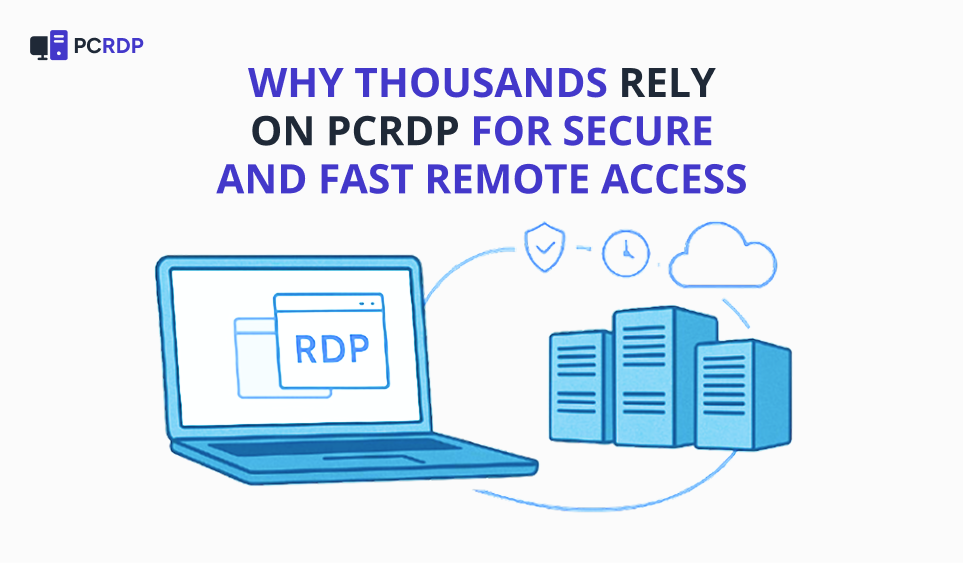 PCRDP
WHY THOUSANDS RELY
ON PCRDP FOR SECURE
AND FAST REMOTE ACCESS
RDP